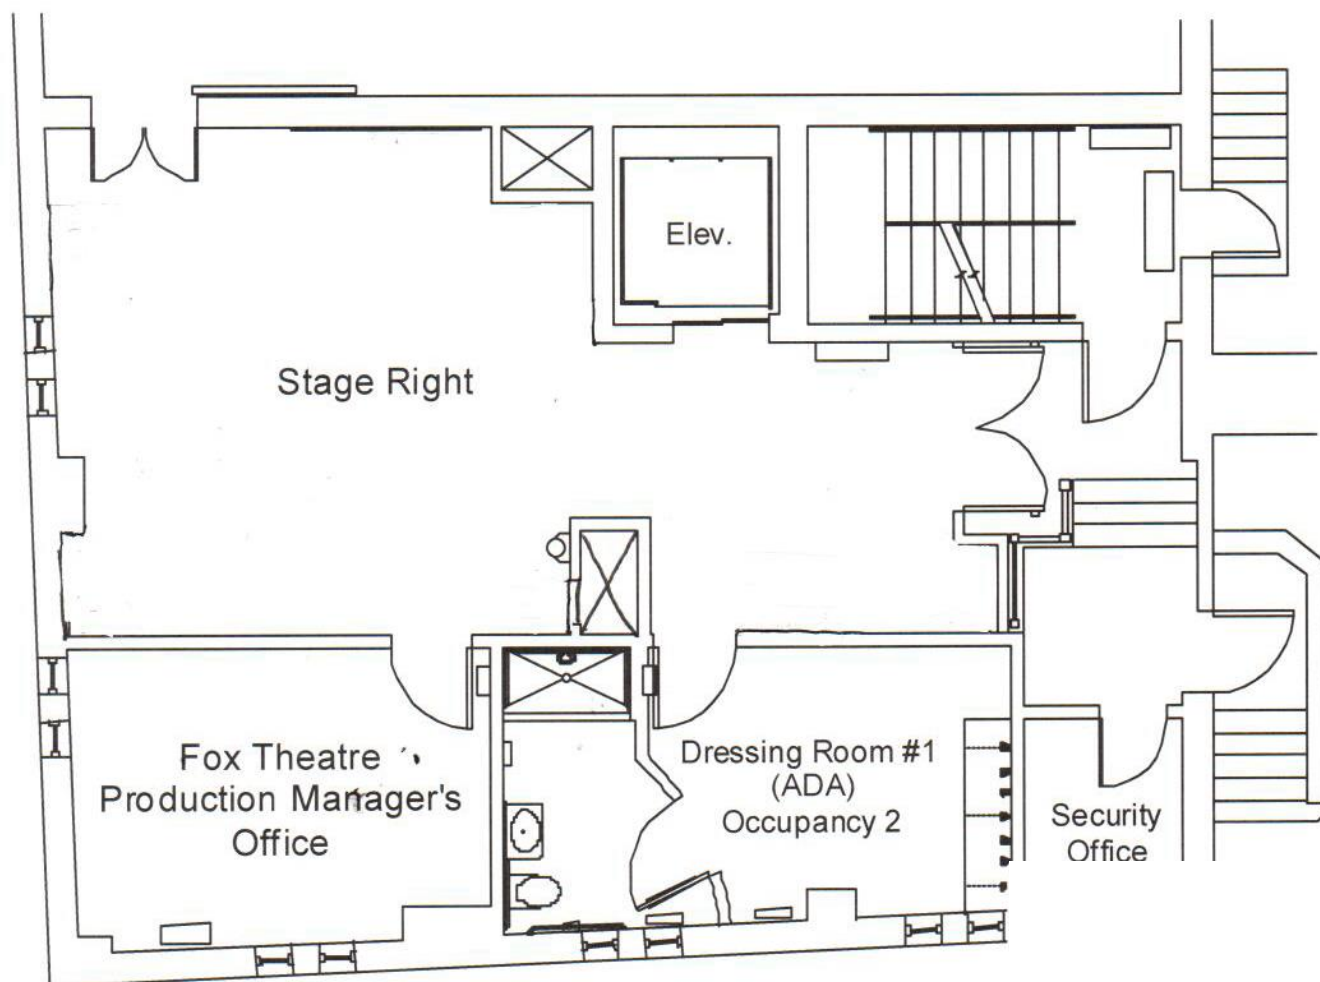 Elev.
Stage Right
Fox Theatre
Production Manager's
Office
Dressing Room #1
(ADA)
Occupancy 2
Security
Office